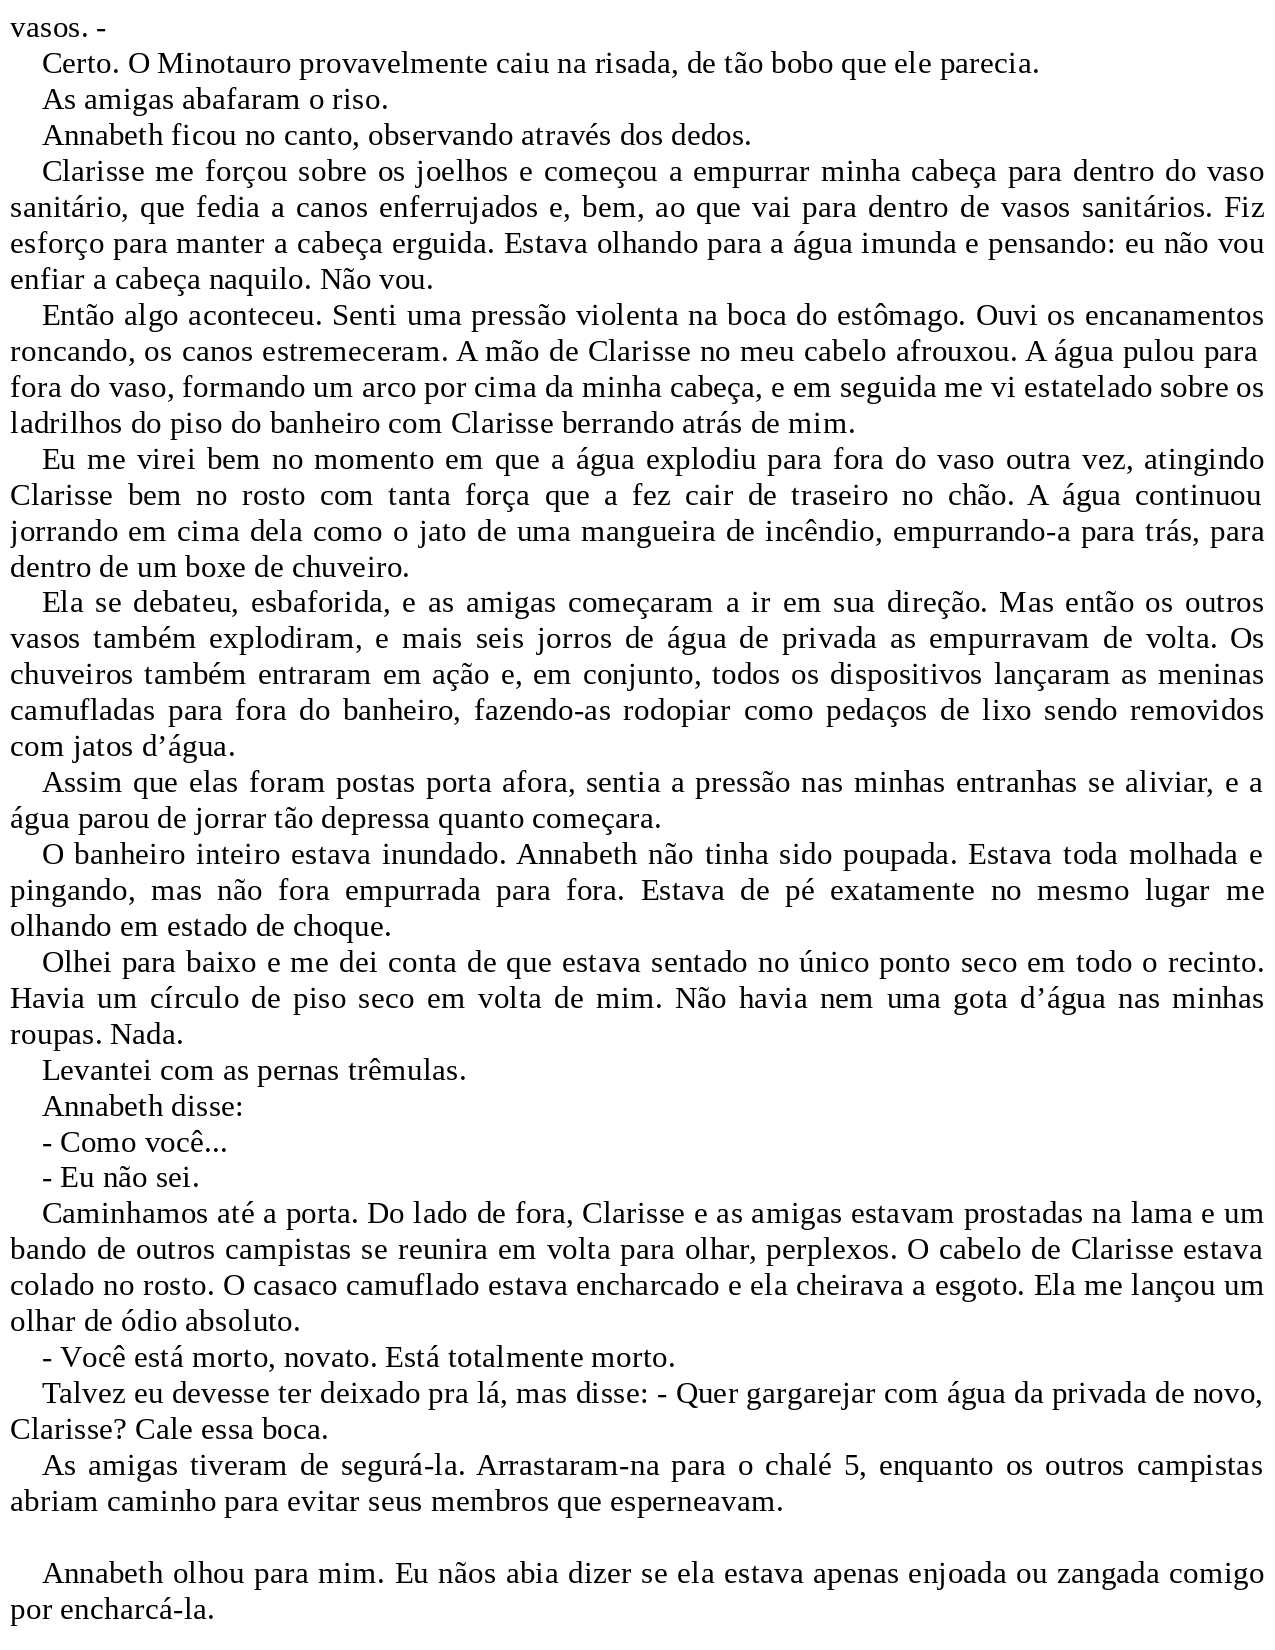 vasos. -
Certo. O Minotauro provavelmente caiu na risada, de tão bobo que ele parecia.
As amigas abafaram o riso.
Annabeth ficou no canto, observando através dos dedos.
Clarisse me forçou sobre os joelhos e começou a empurrar minha cabeça para dentro do vaso
sanitário, que fedia a canos enferrujados e, bem, ao que vai para dentro de vasos sanitários. Fiz
esforço para manter a cabeça erguida. Estava olhando para a água imunda e pensando: eu não vou
enfiar a cabeça naquilo. Não vou.
Então algo aconteceu. Senti uma pressão violenta na boca do estômago. Ouvi os encanamentos
roncando, os canos estremeceram. A mão de Clarisse no meu cabelo afrouxou. A água pulou para
fora do vaso, formando um arco por cima da minha cabeça, e em seguida me vi estatelado sobre os
ladrilhos do piso do banheiro com Clarisse berrando atrás de mim.
Eu me virei bem no momento em que a água explodiu para fora do vaso outra vez, atingindo
Clarisse bem no rosto com tanta força que a fez cair de traseiro no chão. A água continuou
jorrando em cima dela como o jato de uma mangueira de incêndio, empurrando-a para trás, para
dentro de um boxe de chuveiro.
Ela se debateu, esbaforida, e as amigas começaram a ir em sua direção. Mas então os outros
vasos também explodiram, e mais seis jorros de água de privada as empurravam de volta. Os
chuveiros também entraram em ação e, em conjunto, todos os dispositivos lançaram as meninas
camufladas para fora do banheiro, fazendo-as rodopiar como pedaços de lixo sendo removidos
com jatos d’água.
Assim que elas foram postas porta afora, sentia a pressão nas minhas entranhas se aliviar, e a
água parou de jorrar tão depressa quanto começara.
O banheiro inteiro estava inundado. Annabeth não tinha sido poupada. Estava toda molhada e
pingando, mas não fora empurrada para fora. Estava de pé exatamente no mesmo lugar me
olhando em estado de choque.
Olhei para baixo e me dei conta de que estava sentado no único ponto seco em todo o recinto.
Havia um círculo de piso seco em volta de mim. Não havia nem uma gota d’água nas minhas
roupas. Nada.
Levantei com as pernas trêmulas.
Annabeth disse:
- Como você...
- Eu não sei.
Caminhamos até a porta. Do lado de fora, Clarisse e as amigas estavam prostadas na lama e um
bando de outros campistas se reunira em volta para olhar, perplexos. O cabelo de Clarisse estava
colado no rosto. O casaco camuflado estava encharcado e ela cheirava a esgoto. Ela me lançou um
olhar de ódio absoluto.
- Você está morto, novato. Está totalmente morto.
Talvez eu devesse ter deixado pra lá, mas disse: - Quer gargarejar com água da privada de novo,
Clarisse? Cale essa boca.
As amigas tiveram de segurá-la. Arrastaram-na para o chalé 5, enquanto os outros campistas
abriam caminho para evitar seus membros que esperneavam.
Annabeth olhou para mim. Eu nãos abia dizer se ela estava apenas enjoada ou zangada comigo
por encharcá-la.